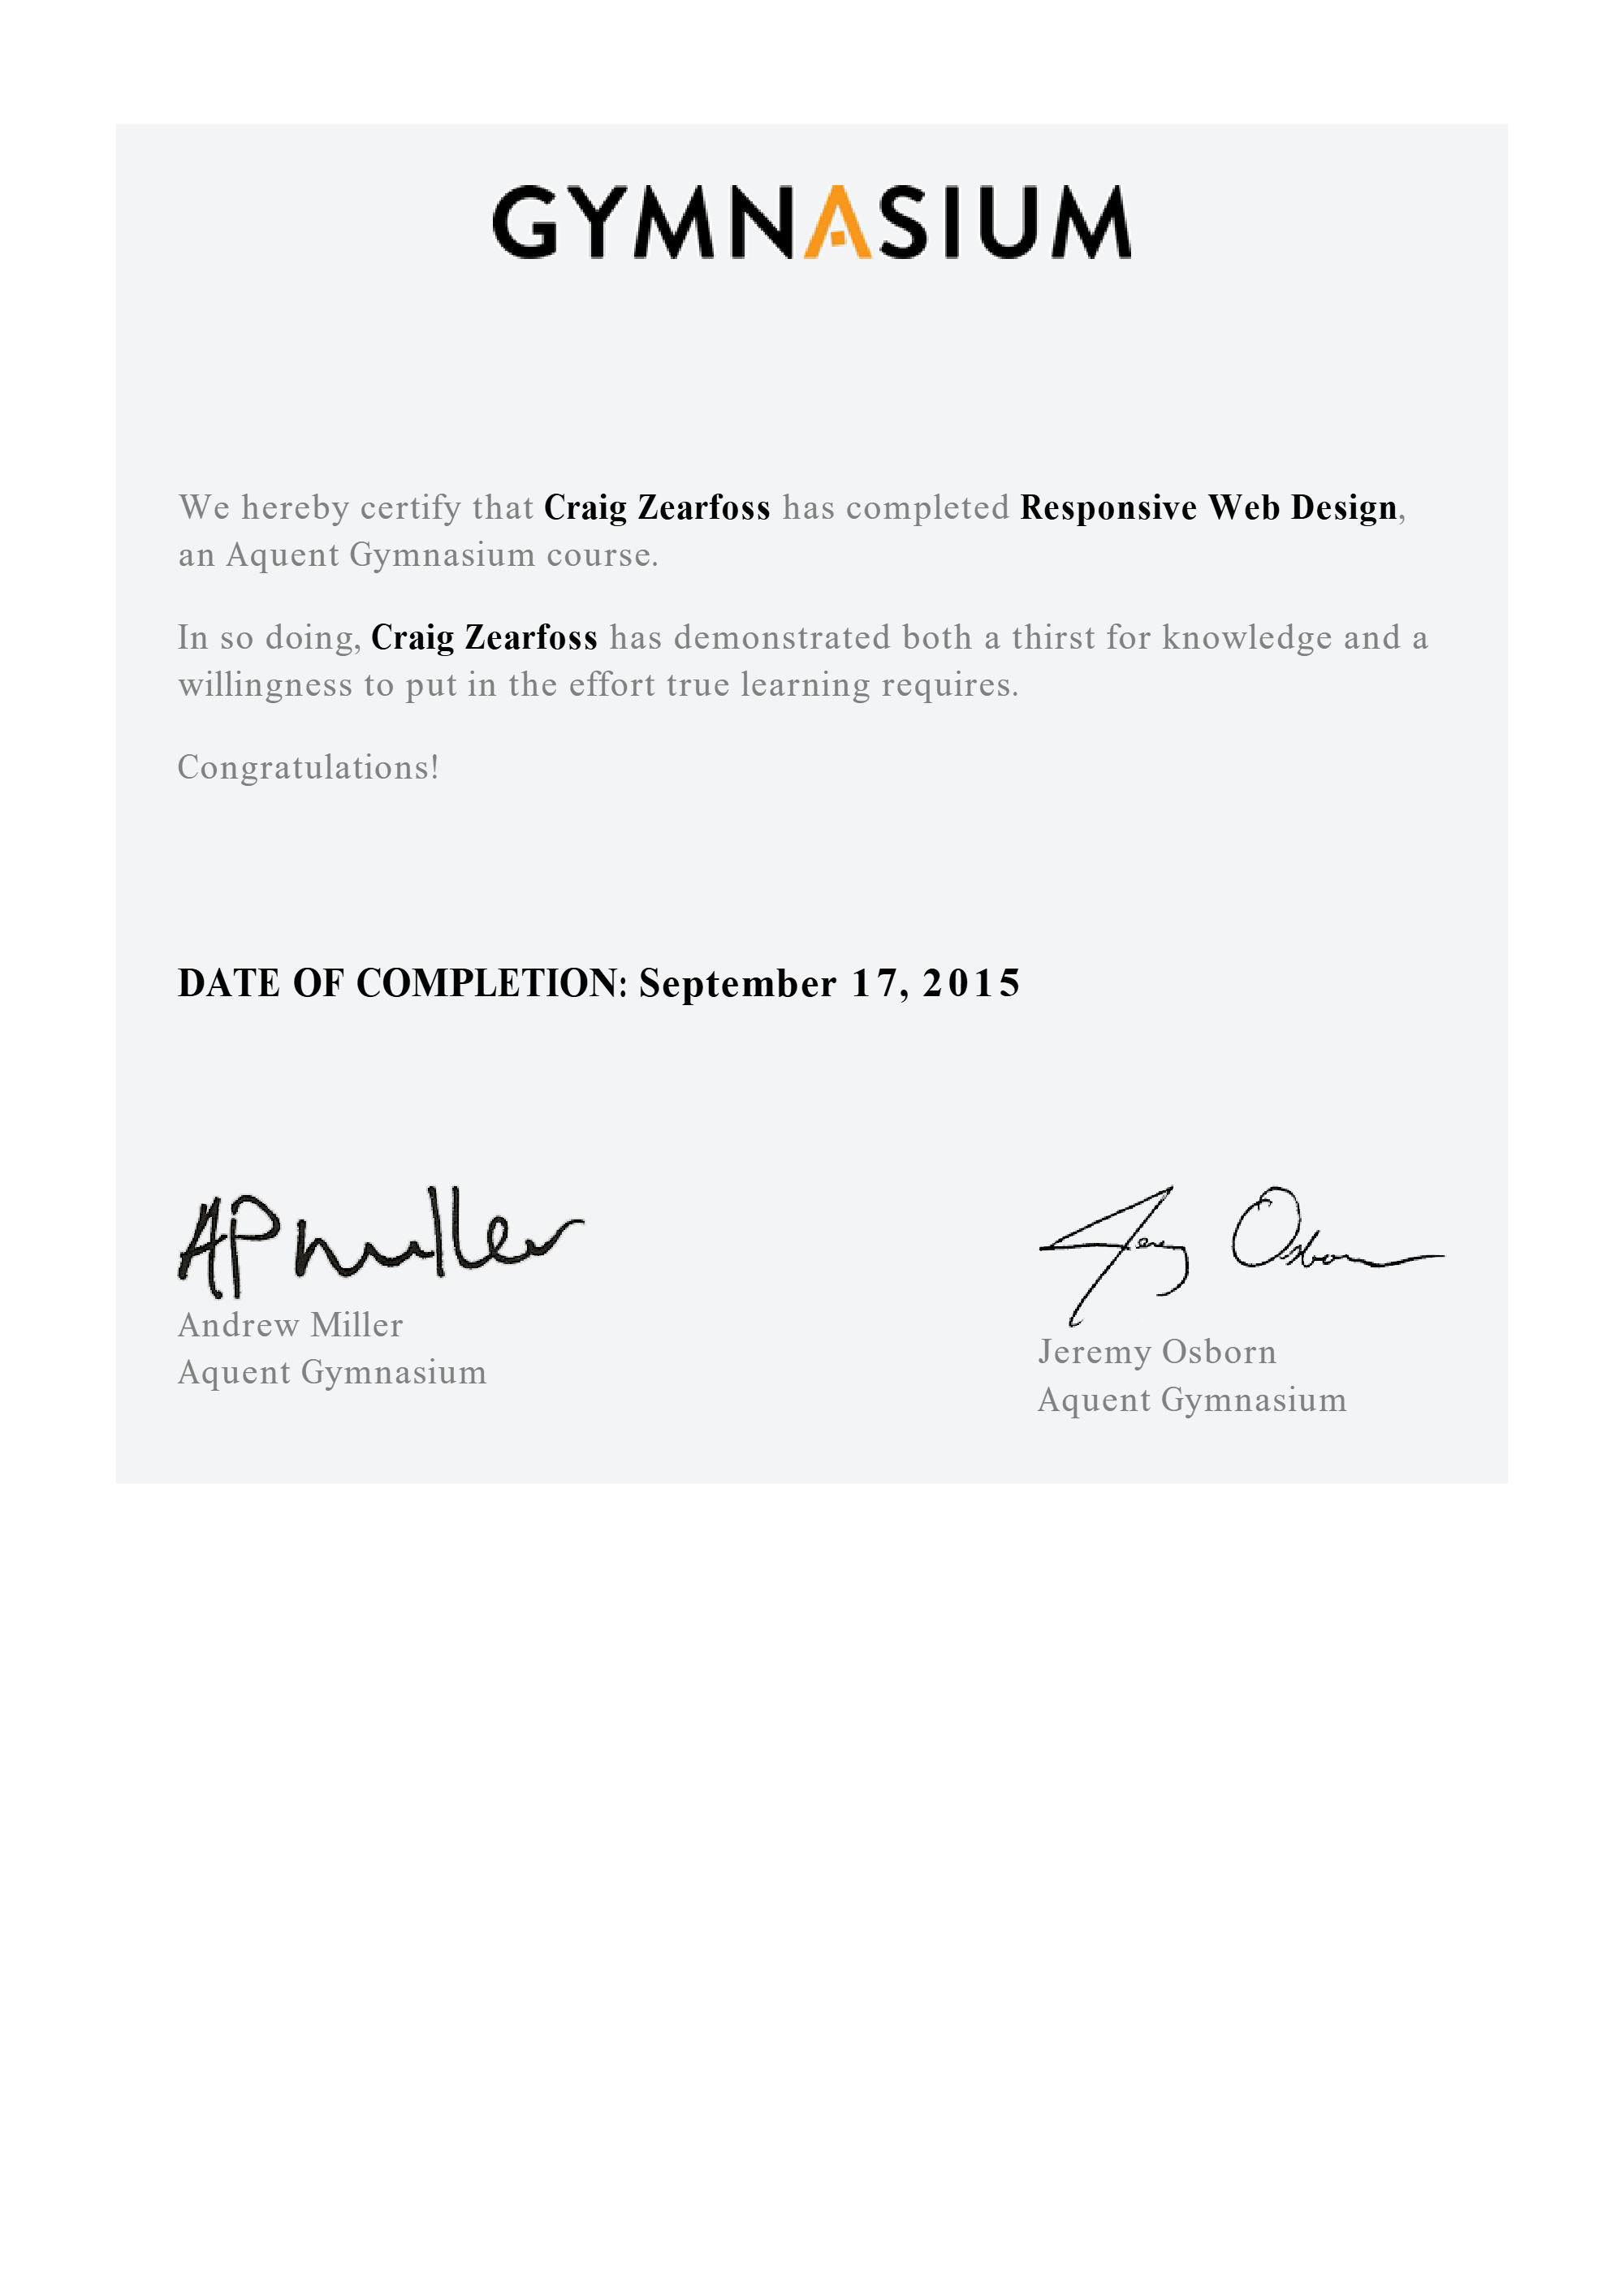 GYMNASIUM
We hereby certify that Craig Zearfoss has completed Responsive Web Design,
an Aquent Gymnasium course.
In so doing, Craig Zearfoss has demonstrated both a thirst for knowledge and a
willingness to put in the effort true learning requires.
Congratulations!
DATE OF COMPLETION: September 17, 2015
AP Miller
Andrew Miller
Aquent Gymnasium
Jeremy Osborn
Jeremy Osborn
Aquent Gymnasium